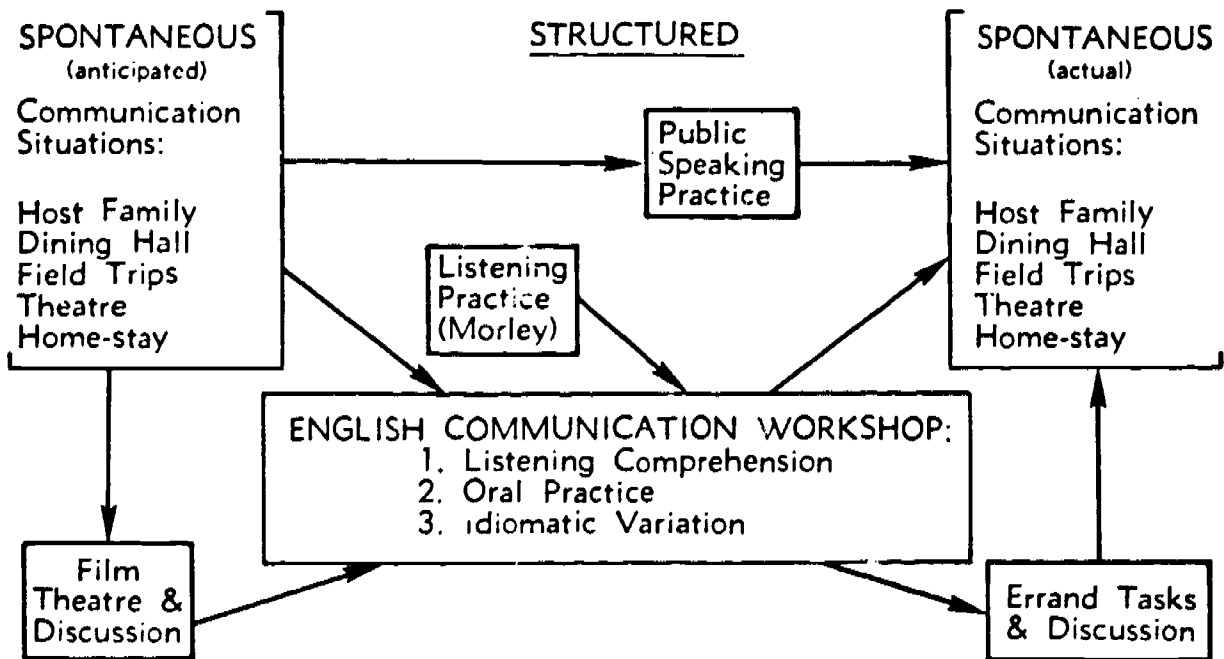 SPONTANEOUS
(anticipated)
Communication
Situations:
Host Family
Dining Hall
Field Trips
Theatre
Home-stay
STRUCTURED
Public
Speaking
Practice
Listening
Practice
(Morley)
SPONTANEOUS
(actual)
Communication
Situations:
Host Family
Dining Hall
Field Trips
Theatre
Home-stay
ENGLISH COMMUNICATION WORKSHOP:
1. Listening Comprehension
2. Oral Practice
3. Idiomatic Variation
Film
Theatre &
Discussion
Errand Tasks
& Discussion